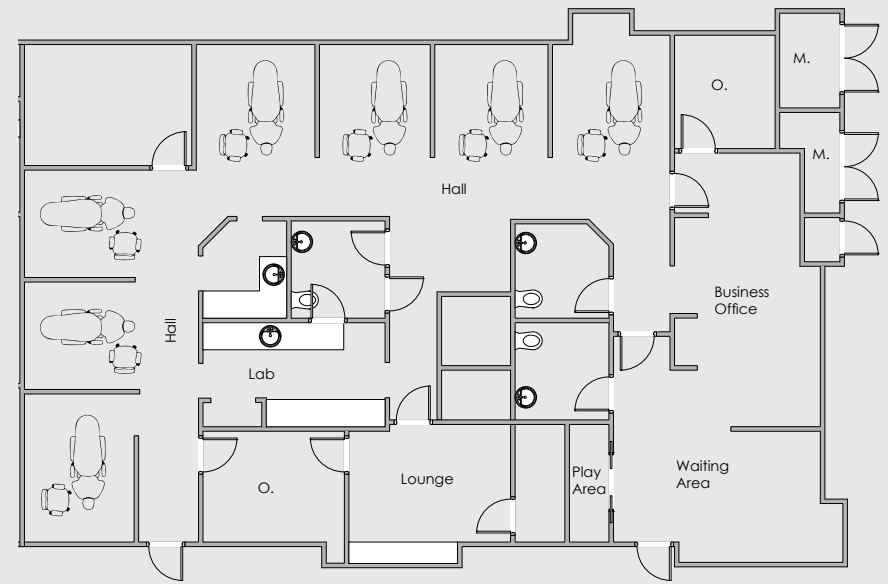 M.
O.
M.
Hall
Business
Office
Hall
Lab
Lounge
Play
Area
Waiting
Area
O.